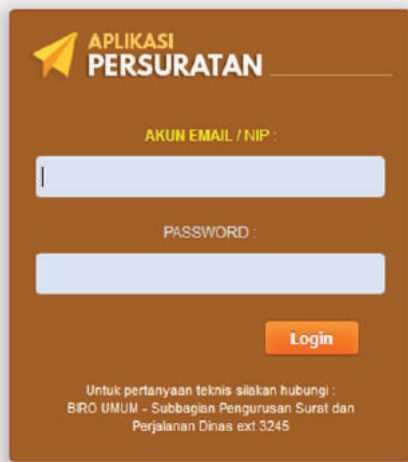 APLIKASI
PERSURATAN
AKUN EMAIL / NIP :
PASSWORD :
Login
Untuk pertanyaan teknis silakan hubungi :
BIRO UMUM - Subbagian Pengurusan Surat dan
Perjalanan Dinas ext 3245